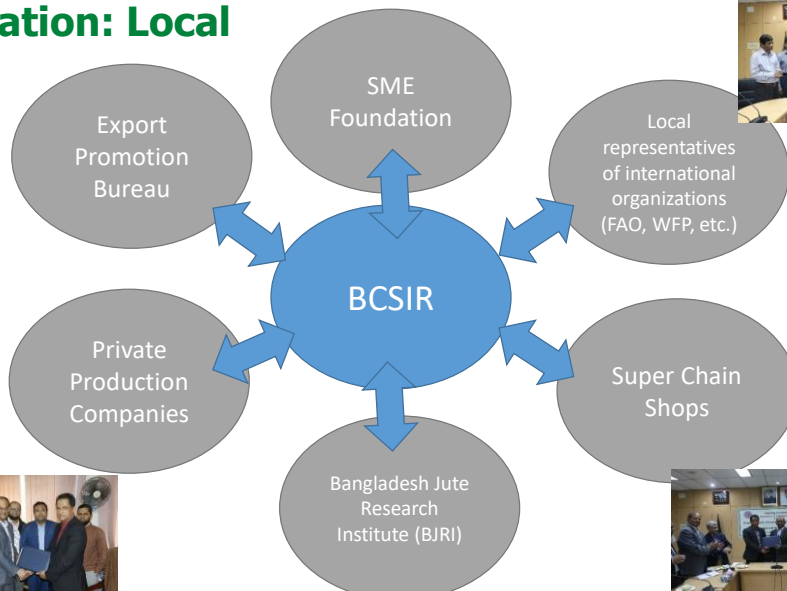 ation: Local
SME
Foundation
Export
Promotion
Bureau
Local
representatives
of international
organizations
(FAO, WFP, etc.)
BCSIR
Private
Production
Companies
Super Chain
Shops
Bangladesh Jute
Research
Institute (BJRI)